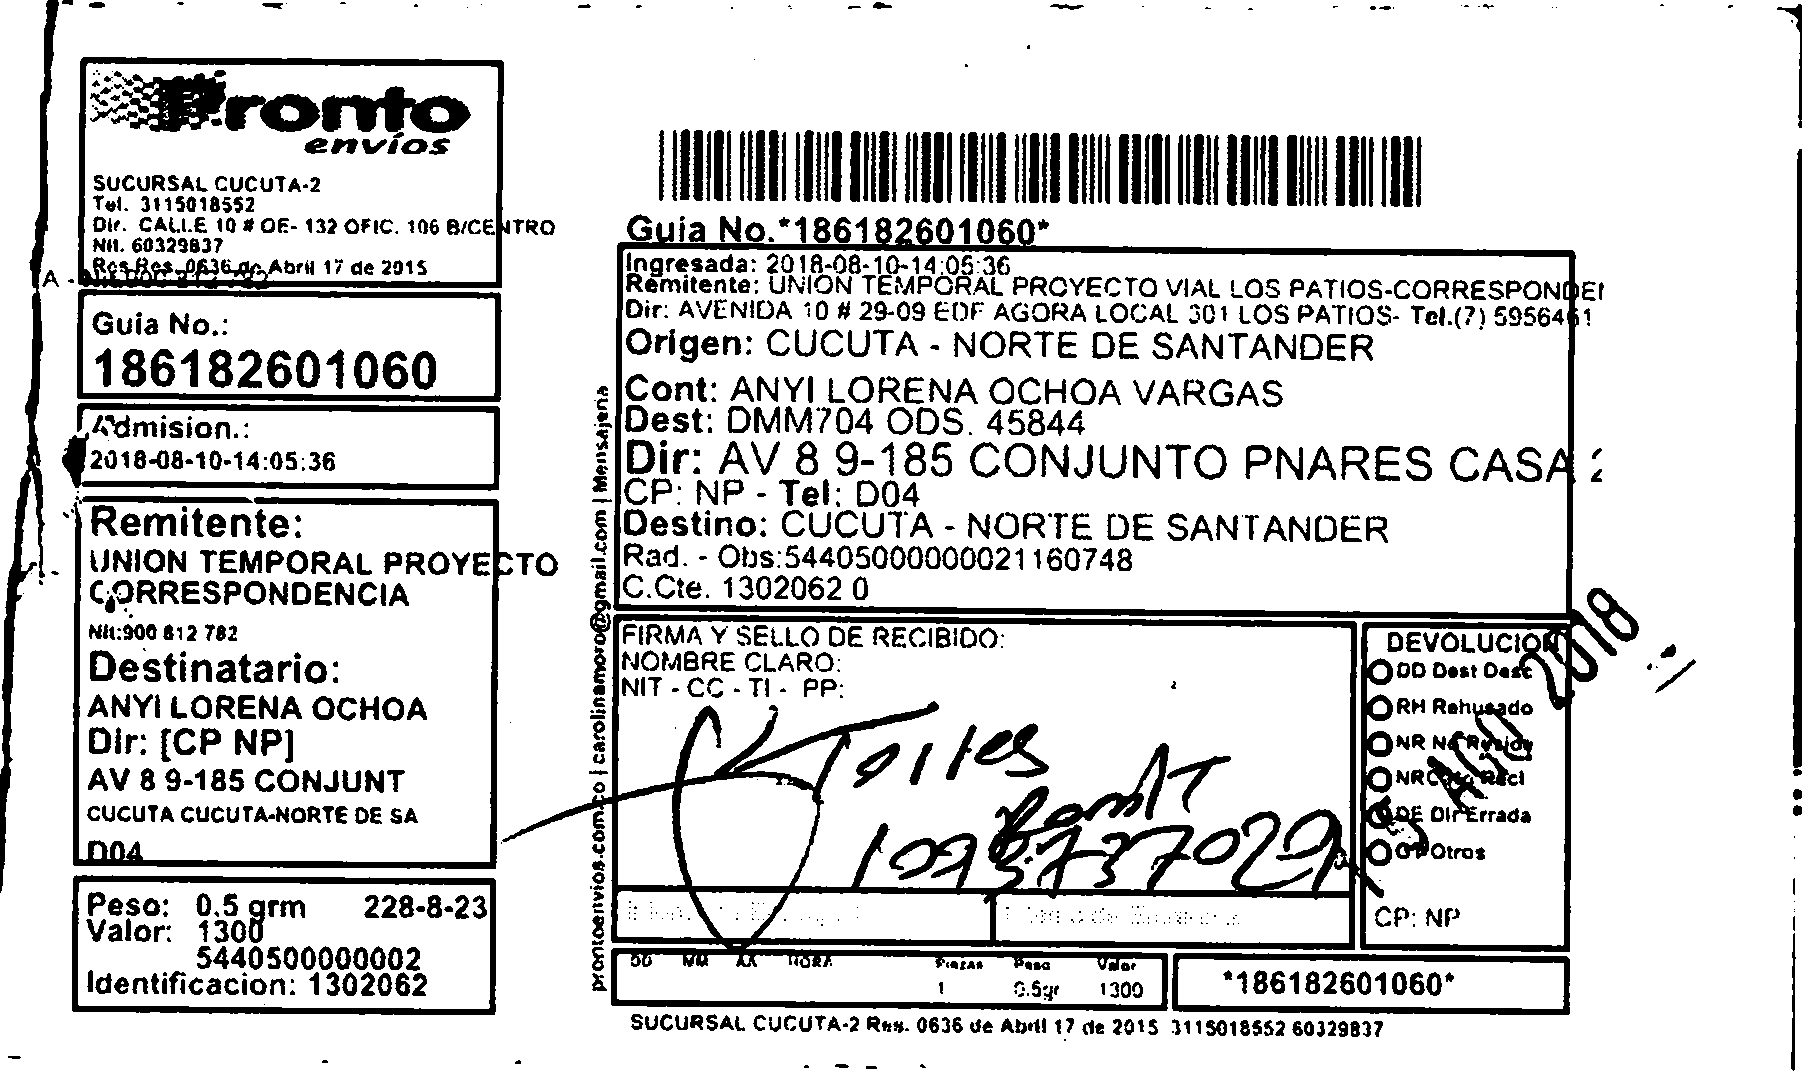 Pronto
envíos
SUCURSAL CUCUTA-2
Tel. 3115018552
Dir. CALLE 10 # OE- 132 OFIC. 106 B/CENTRO
Nit. 60329837
Res Res. 0636 de Abril 17 de 2015
Guia No.:
186182601060
Admision.:
2018-08-10-14:05:36
Remitente:
UNION TEMPORAL PROYECTO
CORRESPONDENCIA
Nit:900 812 782
Destinatario:
ANYI LORENA OCHOA
Dir: [CP NP]
AV 8 9-185 CONJUNT
CUCUTA CUCUTA-NORTE DE SA
D04
Peso: 0.5 grm 228-8-23
Valor: 1300
5440500000002
Identificacion: 1302062
prontoenvios.com.co | carolinamoro@gmail.com | Mensajeria
Guia No.*186182601060*
Ingresada: 2018-08-10-14:05:36
Remitente: UNION TEMPORAL PROYECTO VIAL LOS PATIOS-CORRESPONDEN
Dir: AVENIDA 10 # 29-09 EDF AGORA LOCAL 301 LOS PATIOS- Tel.(7) 5956461
Origen: CUCUTA - NORTE DE SANTANDER
Cont: ANYI LORENA OCHOA VARGAS
Dest: DMM704 ODS. 45844
Dir: AV 8 9-185 CONJUNTO PNARES CASA 2
CP: NP - Tel: D04
Destino: CUCUTA - NORTE DE SANTANDER
Rad. - Obs:54405000000021160748
C.Cte. 1302062 0
FIRMA Y SELLO DE RECIBIDO:
NOMBRE CLARO:
NIT - CC - TI - PP:
Torres
DEVOLUCION
DD Dest Desc
RH Rehusado
NR No Reside
DE Dir Errada
OT Otros
AGO 2018
CP: NP
DD MM AA HORA Piezas Peso Valor
1 0.5gr 1300
*186182601060*
SUCURSAL CUCUTA-2 Res. 0636 de Abril 17 de 2015 3115018552 60329837